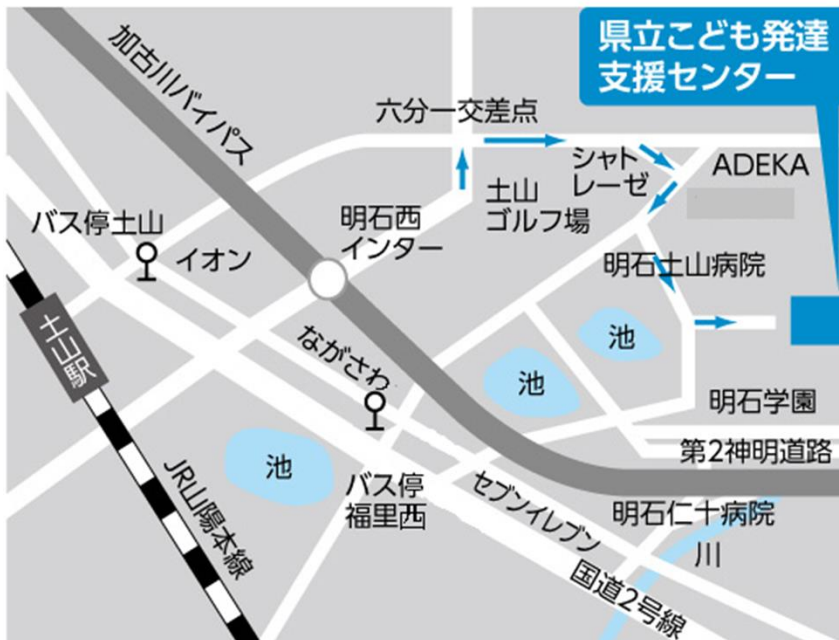 県立こども発達
支援センター
加古川バイパス
六分一交差点
シャト
レーゼ
ADEKA
土山
ゴルフ場
明石西
インター
バス停土山
イオン
明石土山病院
土山駅
ながさわ
池
池
池
明石学園
第2神明道路
バス停
福里西
セブンイレブン
明石仁十病院
川
JR山陽本線
国道2号線